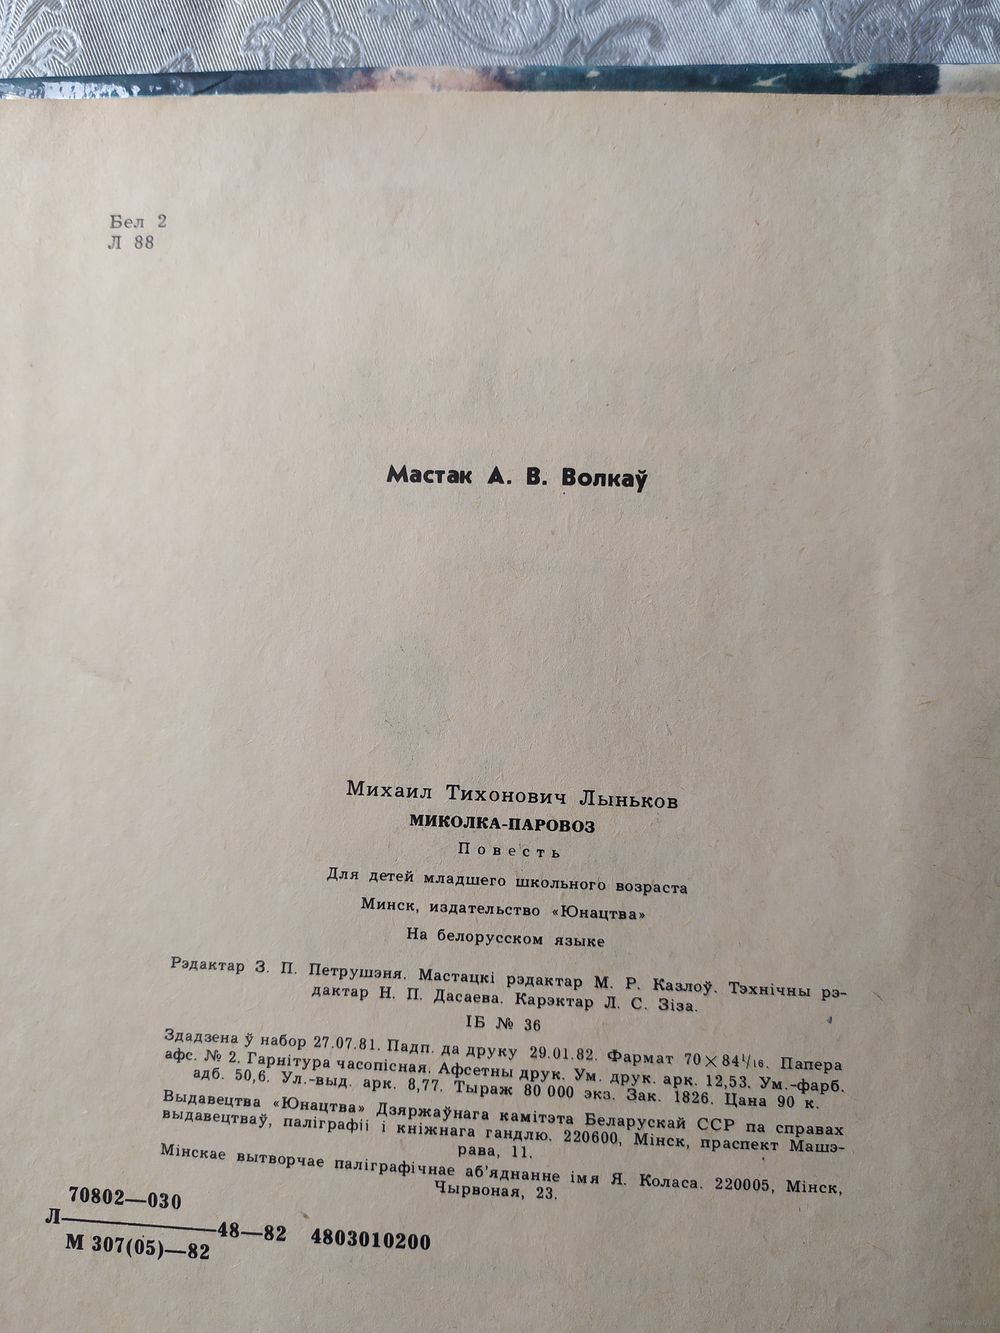 Бел 2
Л 88
Мастак А. В. Волкаў
Михаил Тихонович Лыньков
МИКОЛКА-ПАРОВОЗ
Повесть
Для детей младшего школьного возраста
Минск, издательство «Юнацтва»
На белорусском языке
Рэдактар З. П. Петрушэня. Мастацкі рэдактар М. Р. Казлоў. Тэхнічны рэ-
дактар Н. П. Дасаева. Карэктар Л. С. Зіза.
ІБ № 36
Здадзена ў набор 27.07.81. Падп. да друку 29.01.82. Фармат 70×84¹/₁₆. Папера
афс. № 2. Гарнітура часопісная. Афсетны друк. Ум. друк. арк. 12,53. Ум.-фарб.
адб. 50,6. Ул.-выд. арк. 8,77. Тыраж 80 000 экз. Зак. 1826. Цана 90 к.
Выдавецтва «Юнацтва» Дзяржаўнага камітэта Беларускай ССР па справах
выдавецтваў, паліграфіі і кніжнага гандлю. 220600, Мінск, праспект Машэ-
рава, 11.
Мінскае вытворчае паліграфічнае аб'яднанне імя Я. Коласа. 220005, Мінск,
Чырвоная, 23.
70802—030
Л—48—82 4803010200
М 307(05)—82